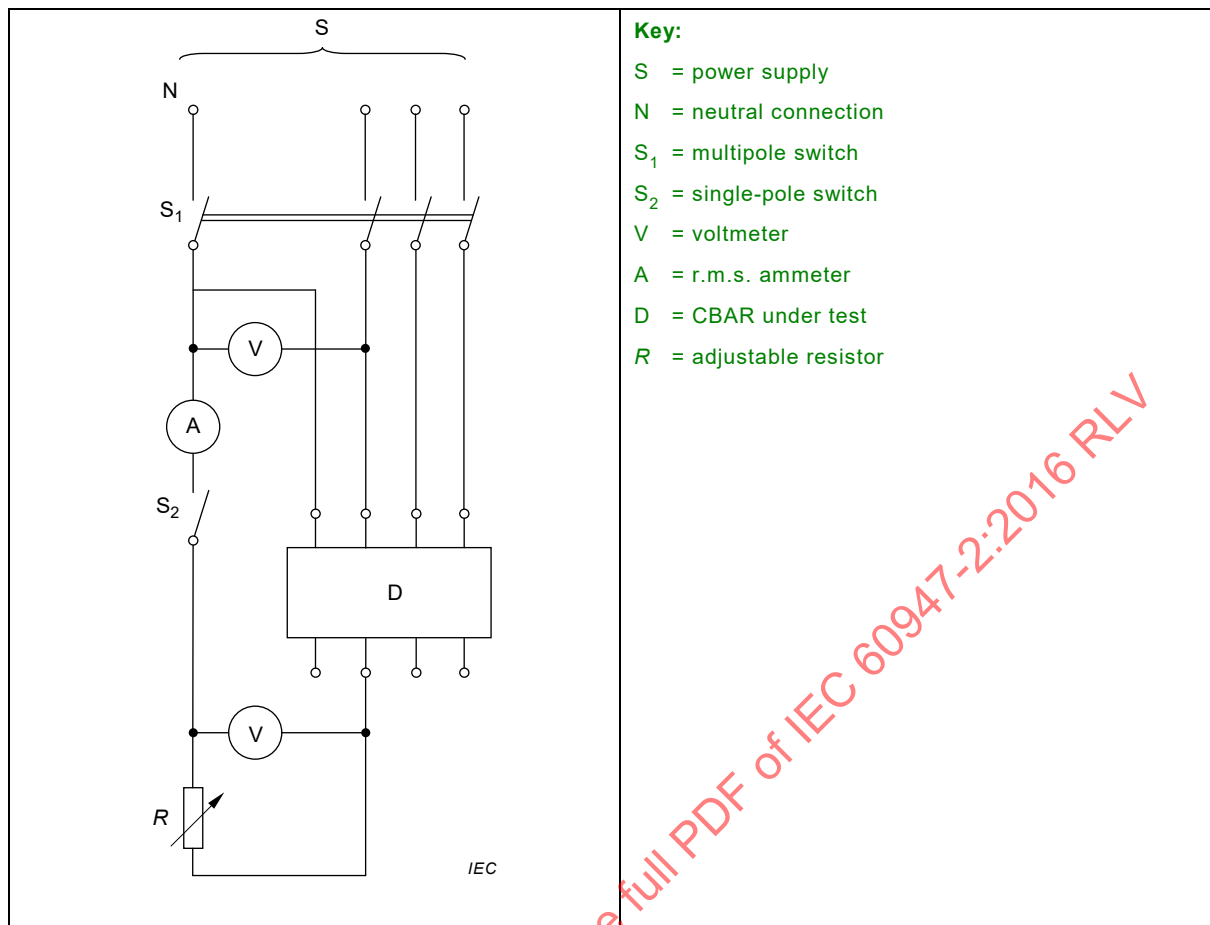 S
N
S1
V
A
S2
D
V
R
IEC
Key:
S = power supply
N = neutral connection
S1 = multipole switch
S2 = single-pole switch
V = voltmeter
A = r.m.s. ammeter
D = CBAR under test
R = adjustable resistor
e full PDF of IEC 60947-2:2016 RLV